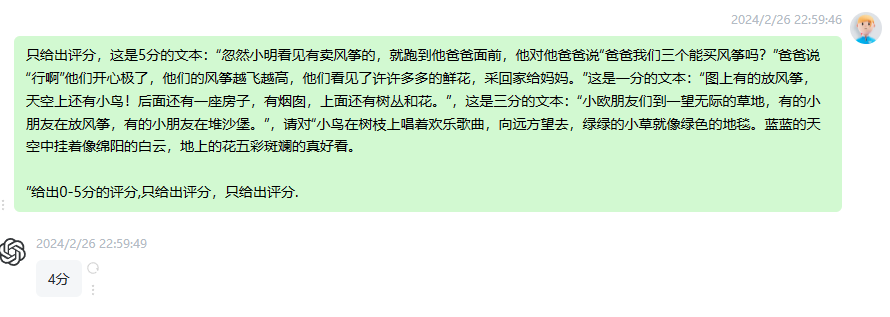 2024/2/26 22:59:46
只给出评分，这是5分的文本：“忽然小明看见有卖风筝的，就跑到他爸爸面前，他对他爸爸说“爸爸我们三个能买风筝吗？”爸爸说
“行啊”他们开心极了，他们的风筝越飞越高，他们看见了许许多多的鲜花，采回家给妈妈。”这是一分的文本：“图上有的放风筝，
天空上还有小鸟！后面还有一座房子，有烟囱，上面还有树丛和花。”，这是三分的文本：“小欧朋友们到一望无际的草地，有的小
朋友在放风筝，有的小朋友在堆沙堡。”，请对“小鸟在树枝上唱着欢乐歌曲，向远方望去，绿绿的小草就像绿色的地毯。蓝蓝的天
空中挂着像绵阳的白云，地上的花五彩斑斓的真好看。
”给出0-5分的评分,只给出评分，只给出评分.
2024/2/26 22:59:49
4分